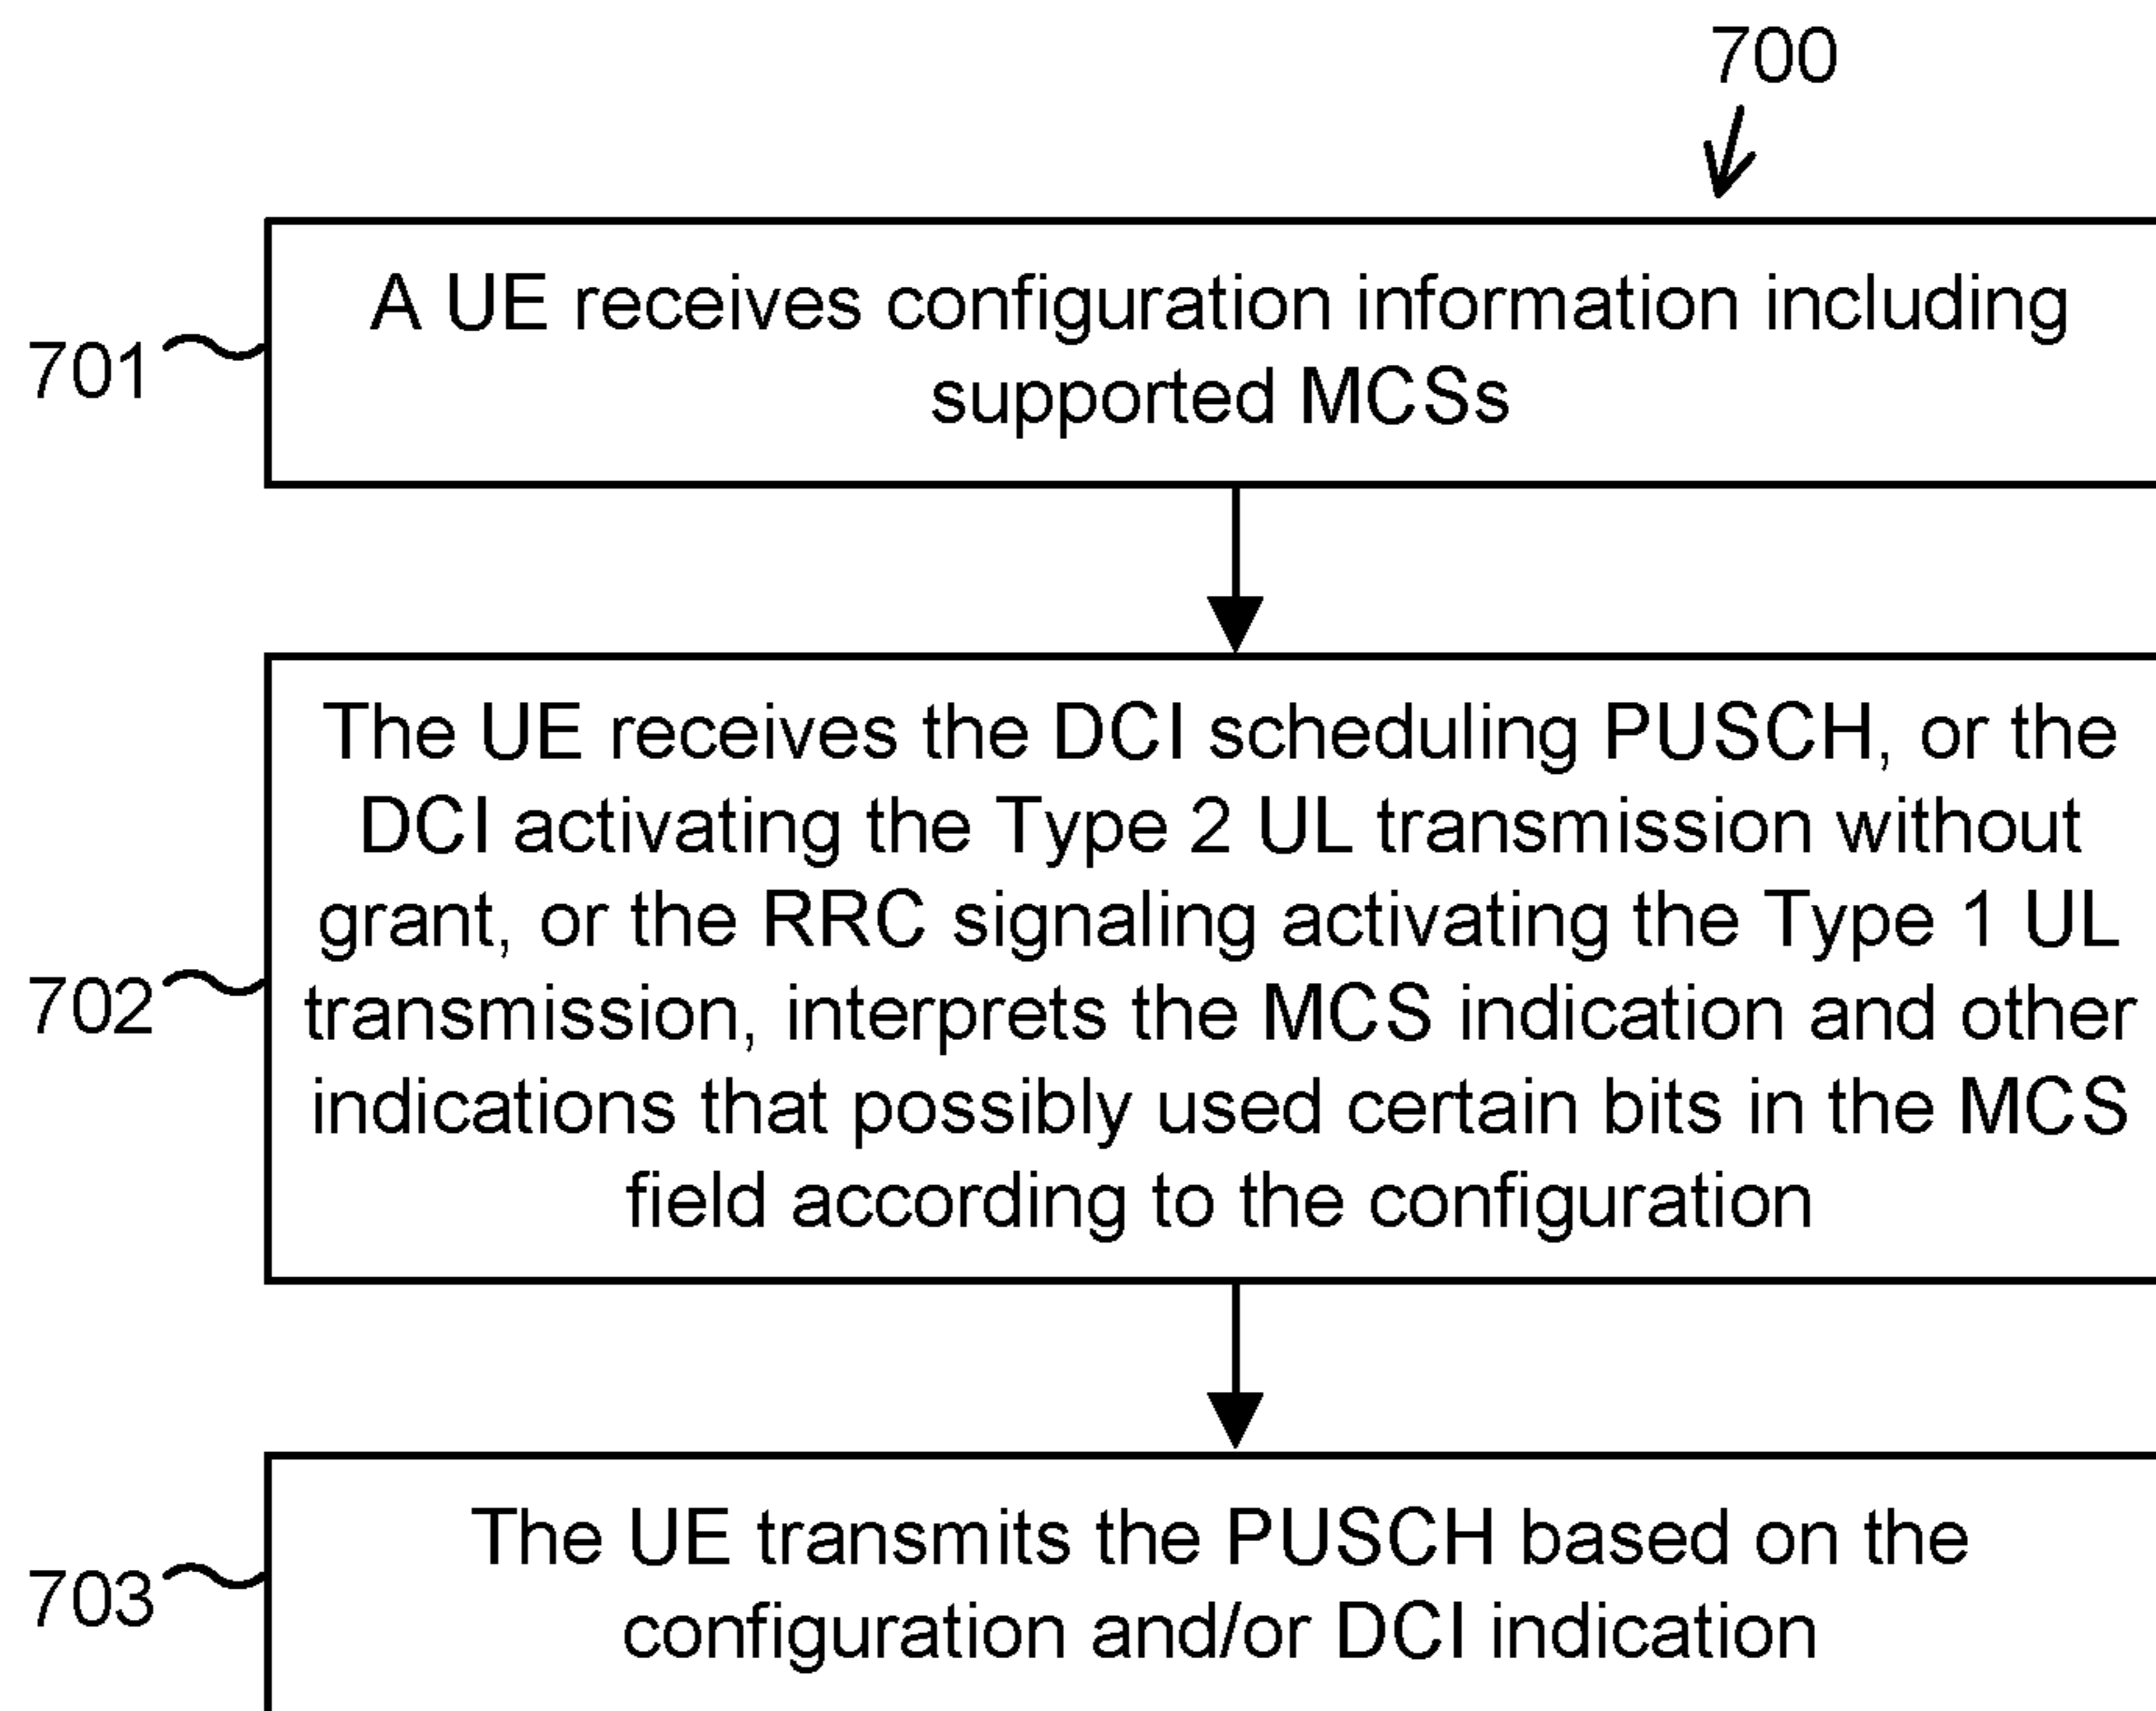 700
A UE receives configuration information including
supported MCSs
701
The UE receives the DCI scheduling PUSCH, or the
DCI activating the Type 2 UL transmission without
grant, or the RRC signaling activating the Type 1 UL
transmission, interprets the MCS indication and other
indications that possibly used certain bits in the MCS
field according to the configuration
702
The UE transmits the PUSCH based on the
configuration and/or DCI indication
703